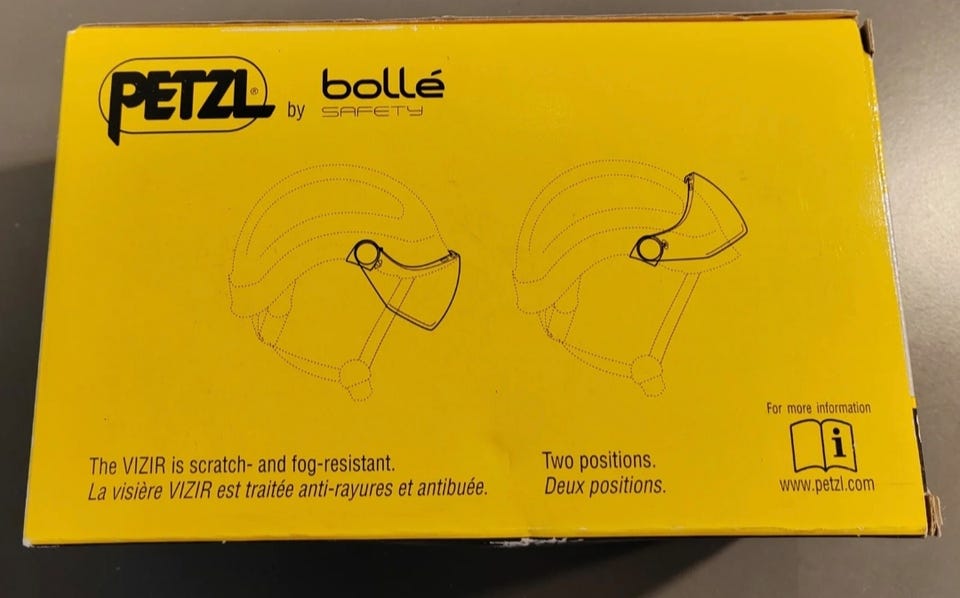 PETZL® by bollé
SAFETY
For more information
i
www.petzl.com
The VIZIR is scratch- and fog-resistant.
La visière VIZIR est traitée anti-rayures et antibuée.
Two positions.
Deux positions.